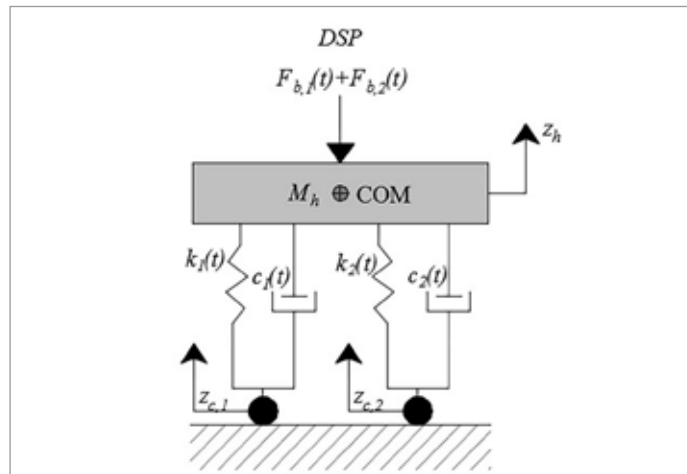 DSP
F_{b,1}(t)+F_{b,2}(t)
z_h
M_h ⊕ COM
k_1(t)
c_1(t)
k_2(t)
c_2(t)
z_{c,1}
z_{c,2}